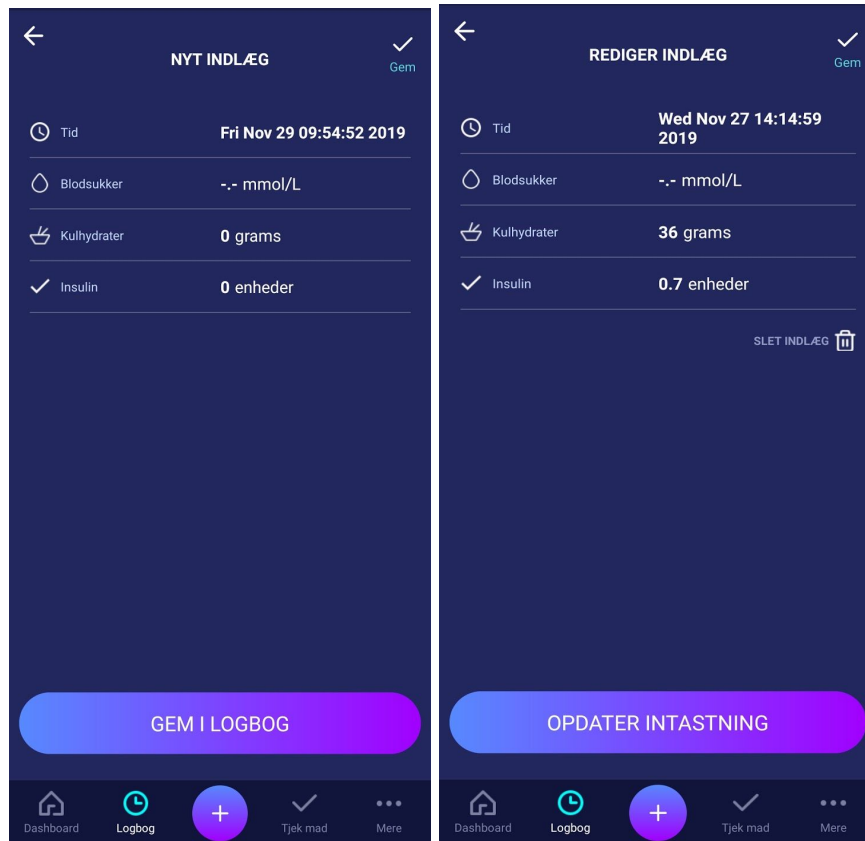 NYT INDLÆG
Gem
Tid Fri Nov 29 09:54:52 2019
Blodsukker -.- mmol/L
Kulhydrater 0 grams
Insulin 0 enheder
GEM I LOGBOG
Dashboard Logbog + Tjek mad Mere
REDIGER INDLÆG
Gem
Tid Wed Nov 27 14:14:59
2019
Blodsukker -.- mmol/L
Kulhydrater 36 grams
Insulin 0.7 enheder
SLET INDLÆG
OPDATER INTASTNING
Dashboard Logbog + Tjek mad Mere